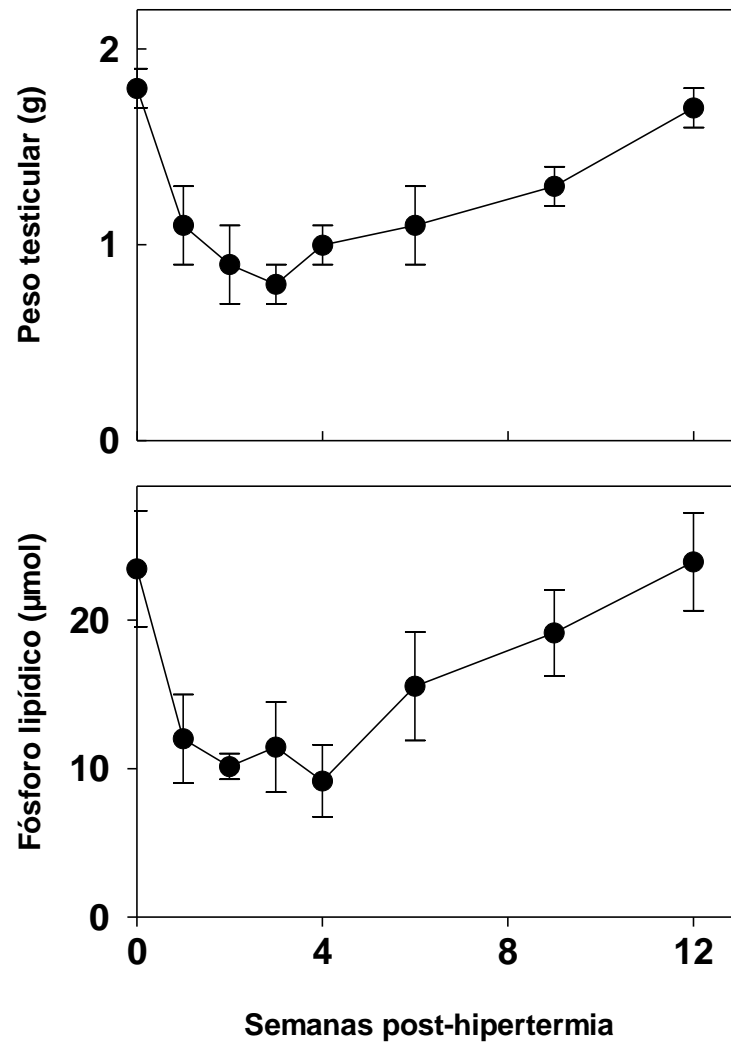 Peso testicular (g)
2
1
0
Fósforo lipídico (µmol)
20
10
0
0 4 8 12
Semanas post-hipertermia